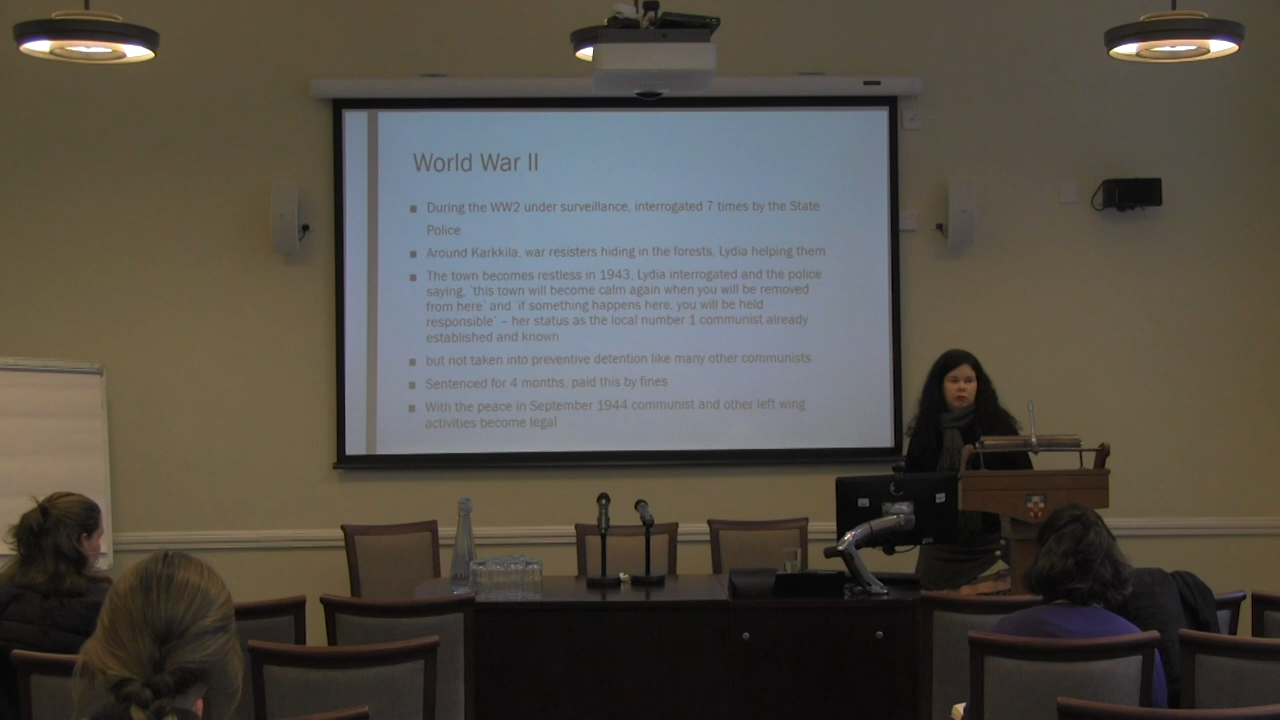 World War II
■ During the WW2 under surveillance, interrogated 7 times by the State
Police
■ Around Karkkila, war resisters hiding in the forests, Lydia helping them
■ The town becomes restless in 1943, Lydia interrogated and the police
saying, ´this town will become calm again when you will be removed
from here´ and ´if something happens here, you will be held
responsible´ – her status as the local number 1 communist already
established and known
■ but not taken into preventive detention like many other communists
■ Sentenced for 4 months, paid this by fines
■ With the peace in September 1944 communist and other left wing
activities become legal